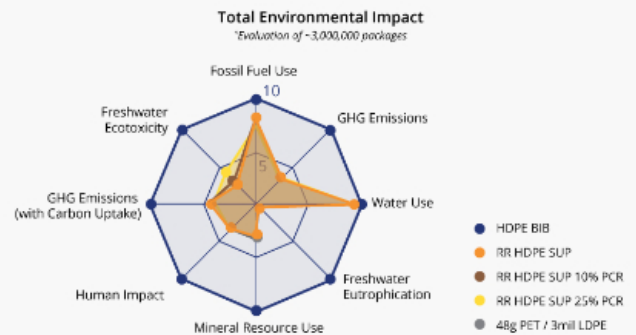 Total Environmental Impact
*Evaluation of ~3,000,000 packages
Fossil Fuel Use
10
GHG Emissions
Freshwater
Ecotoxicity
5
GHG Emissions
(with Carbon Uptake)
Water Use
Human Impact
Freshwater
Eutrophication
Mineral Resource Use
HDPE BIB
RR HDPE SUP
RR HDPE SUP 10% PCR
RR HDPE SUP 25% PCR
48g PET / 3mil LDPE